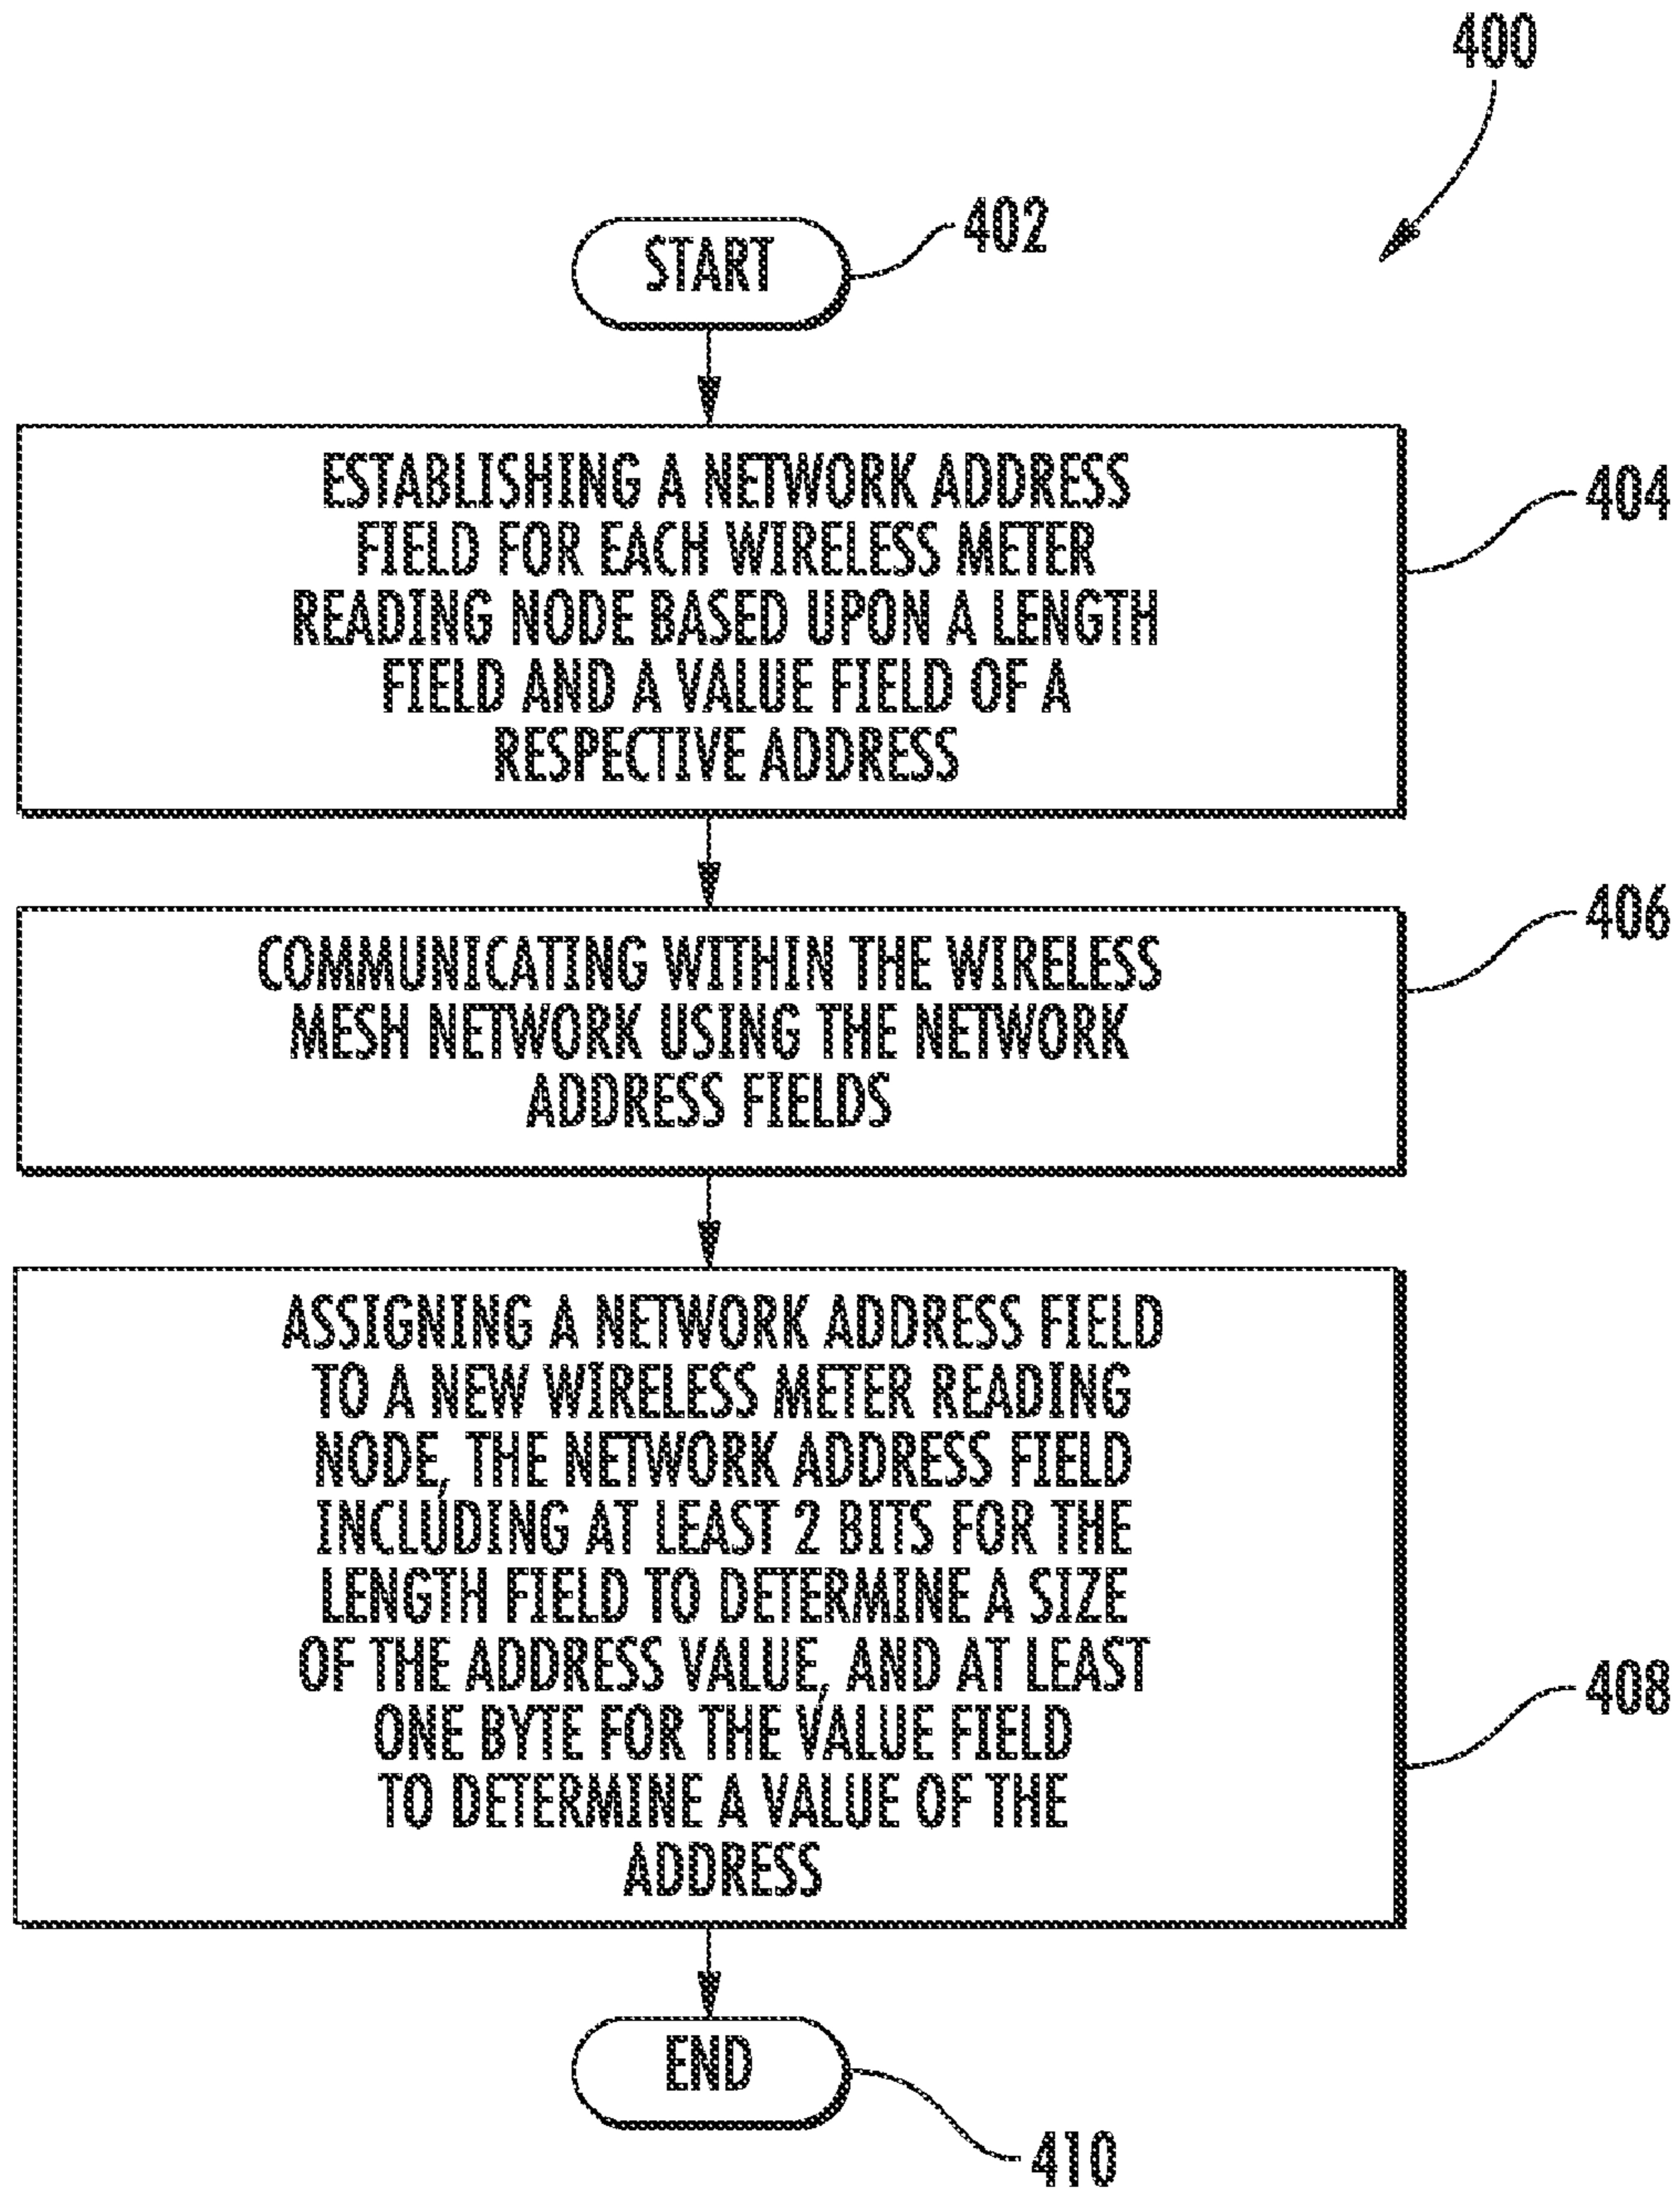 400
START
402
ESTABLISHING A NETWORK ADDRESS
FIELD FOR EACH WIRELESS METER
READING NODE BASED UPON A LENGTH
FIELD AND A VALUE FIELD OF A
RESPECTIVE ADDRESS
404
COMMUNICATING WITHIN THE WIRELESS
MESH NETWORK USING THE NETWORK
ADDRESS FIELDS
406
ASSIGNING A NETWORK ADDRESS FIELD
TO A NEW WIRELESS METER READING
NODE, THE NETWORK ADDRESS FIELD
INCLUDING AT LEAST 2 BITS FOR THE
LENGTH FIELD TO DETERMINE A SIZE
OF THE ADDRESS VALUE, AND AT LEAST
ONE BYTE FOR THE VALUE FIELD
TO DETERMINE A VALUE OF THE
ADDRESS
408
END
410